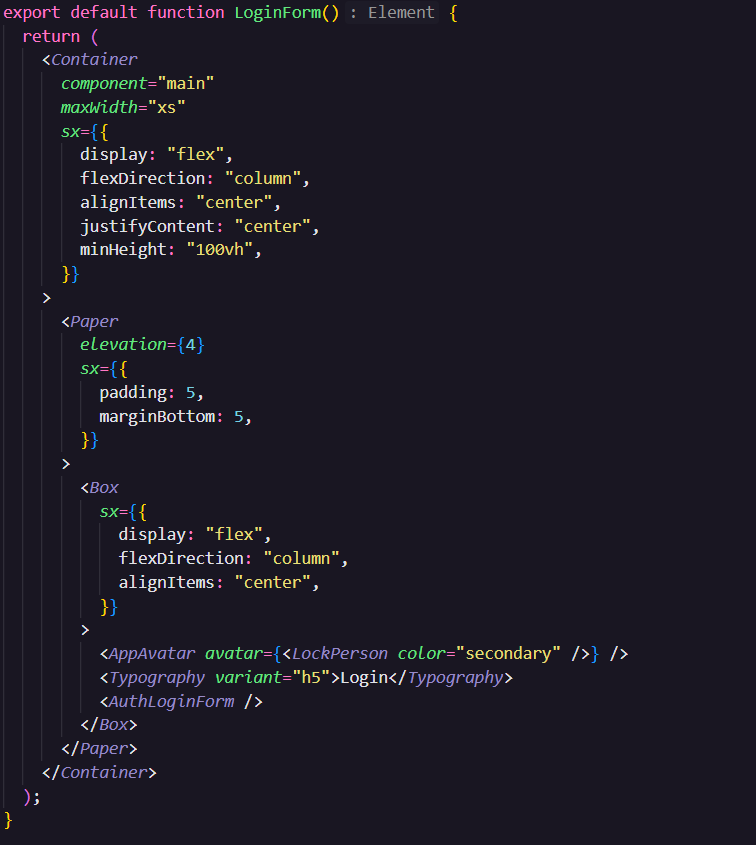 export default function LoginForm() : Element {
  return (
    <Container
      component="main"
      maxWidth="xs"
      sx={{
        display: "flex",
        flexDirection: "column",
        alignItems: "center",
        justifyContent: "center",
        minHeight: "100vh",
      }}
    >
      <Paper
        elevation={4}
        sx={{
          padding: 5,
          marginBottom: 5,
        }}
      >
        <Box
          sx={{
            display: "flex",
            flexDirection: "column",
            alignItems: "center",
          }}
        >
          <AppAvatar avatar={<LockPerson color="secondary" />} />
          <Typography variant="h5">Login</Typography>
          <AuthLoginForm />
        </Box>
      </Paper>
    </Container>
  );
}